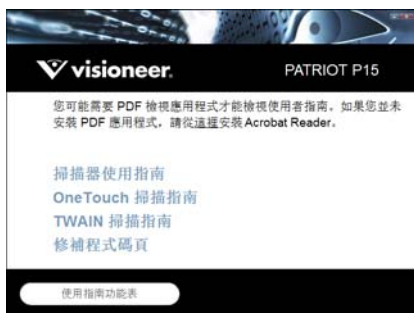 visioneer.
PATRIOT P15
您可能需要 PDF 檢視應用程式才能檢視使用者指南。如果您並未
安裝 PDF 應用程式，請從這裡安裝 Acrobat Reader。
掃描器使用指南
OneTouch 掃描指南
TWAIN 掃描指南
修補程式碼頁
使用指南功能表